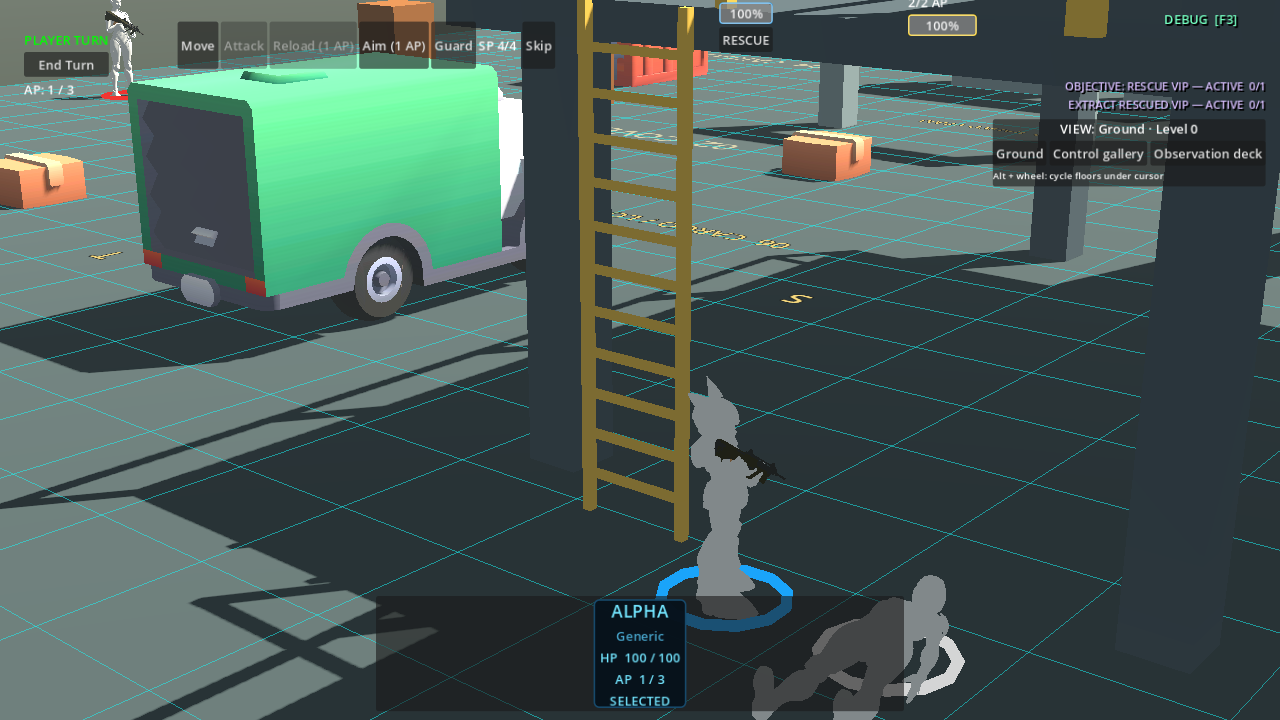 PLAYER TURN
End Turn
AP: 1 / 3
Move
Attack
Reload (1 AP)
Aim (1 AP)
Guard
SP 4/4
Skip
100%
RESCUE
2/2 AP
100%
DEBUG [F3]
OBJECTIVE: RESCUE VIP — ACTIVE 0/1
EXTRACT RESCUED VIP — ACTIVE 0/1
VIEW: Ground · Level 0
Ground
Control gallery
Observation deck
Alt + wheel: cycle floors under cursor
S
ALPHA
Generic
HP 100 / 100
AP 1 / 3
SELECTED